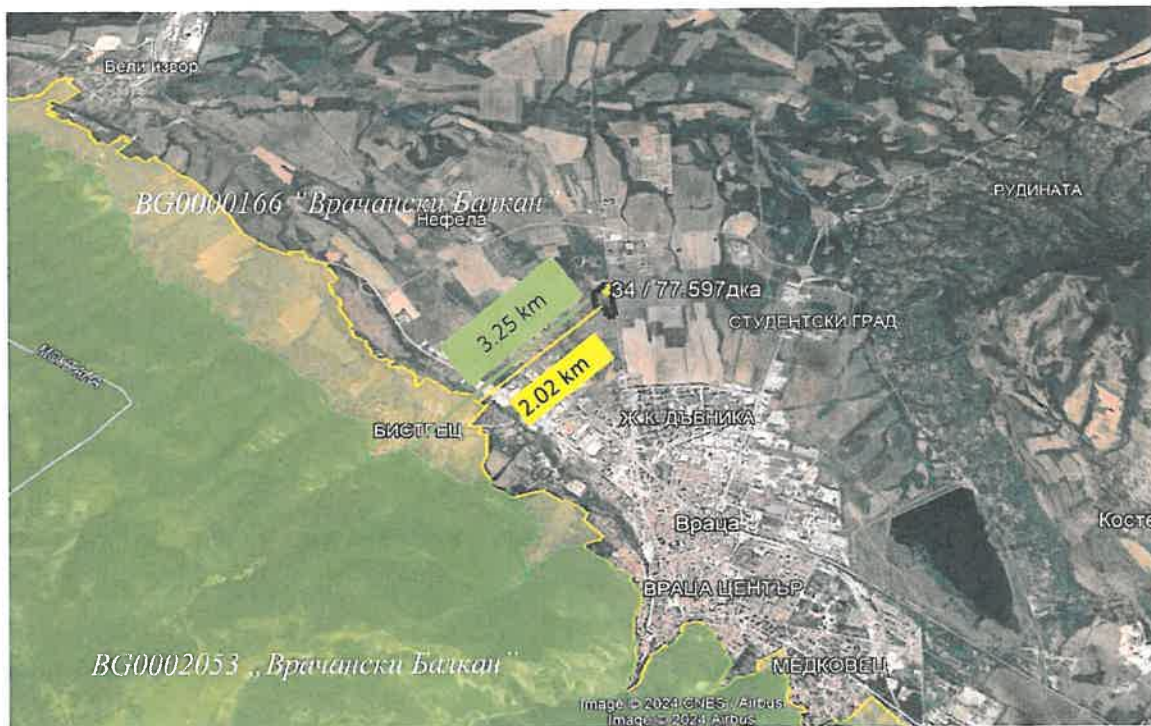 Бели извор
РУДИНАТА
BG0000166 "Врачански Балкан"
Нефела
34 / 77.597дка
3.25 km
СТУДЕНТСКИ ГРАД
2.02 km
БИСТРЕЦ
Ж.К. ДЪБНИКА
Враца
Косте
ВРАЦА ЦЕНТЪР
BG0002053 „Врачански Балкан"
МЕДКОВЕЦ
Image © 2024 CNES / Airbus
Image © 2024 Airbus